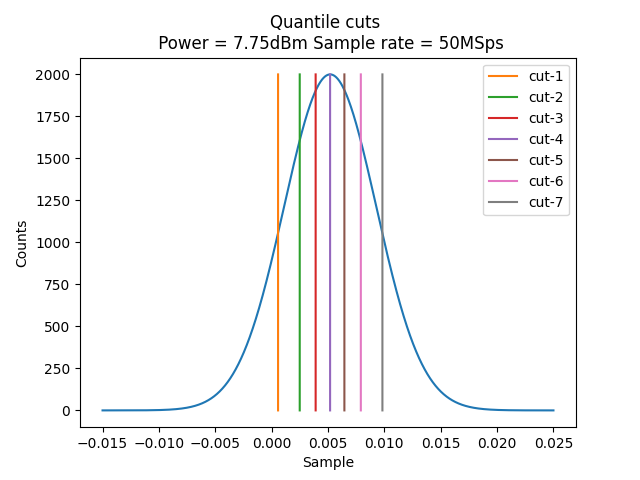 Quantile cuts
Power = 7.75dBm Sample rate = 50MSps
2000
1750
1500
1250
1000
750
500
250
0
Counts
cut-1
cut-2
cut-3
cut-4
cut-5
cut-6
cut-7
−0.015 −0.010 −0.005 0.000 0.005 0.010 0.015 0.020 0.025
Sample